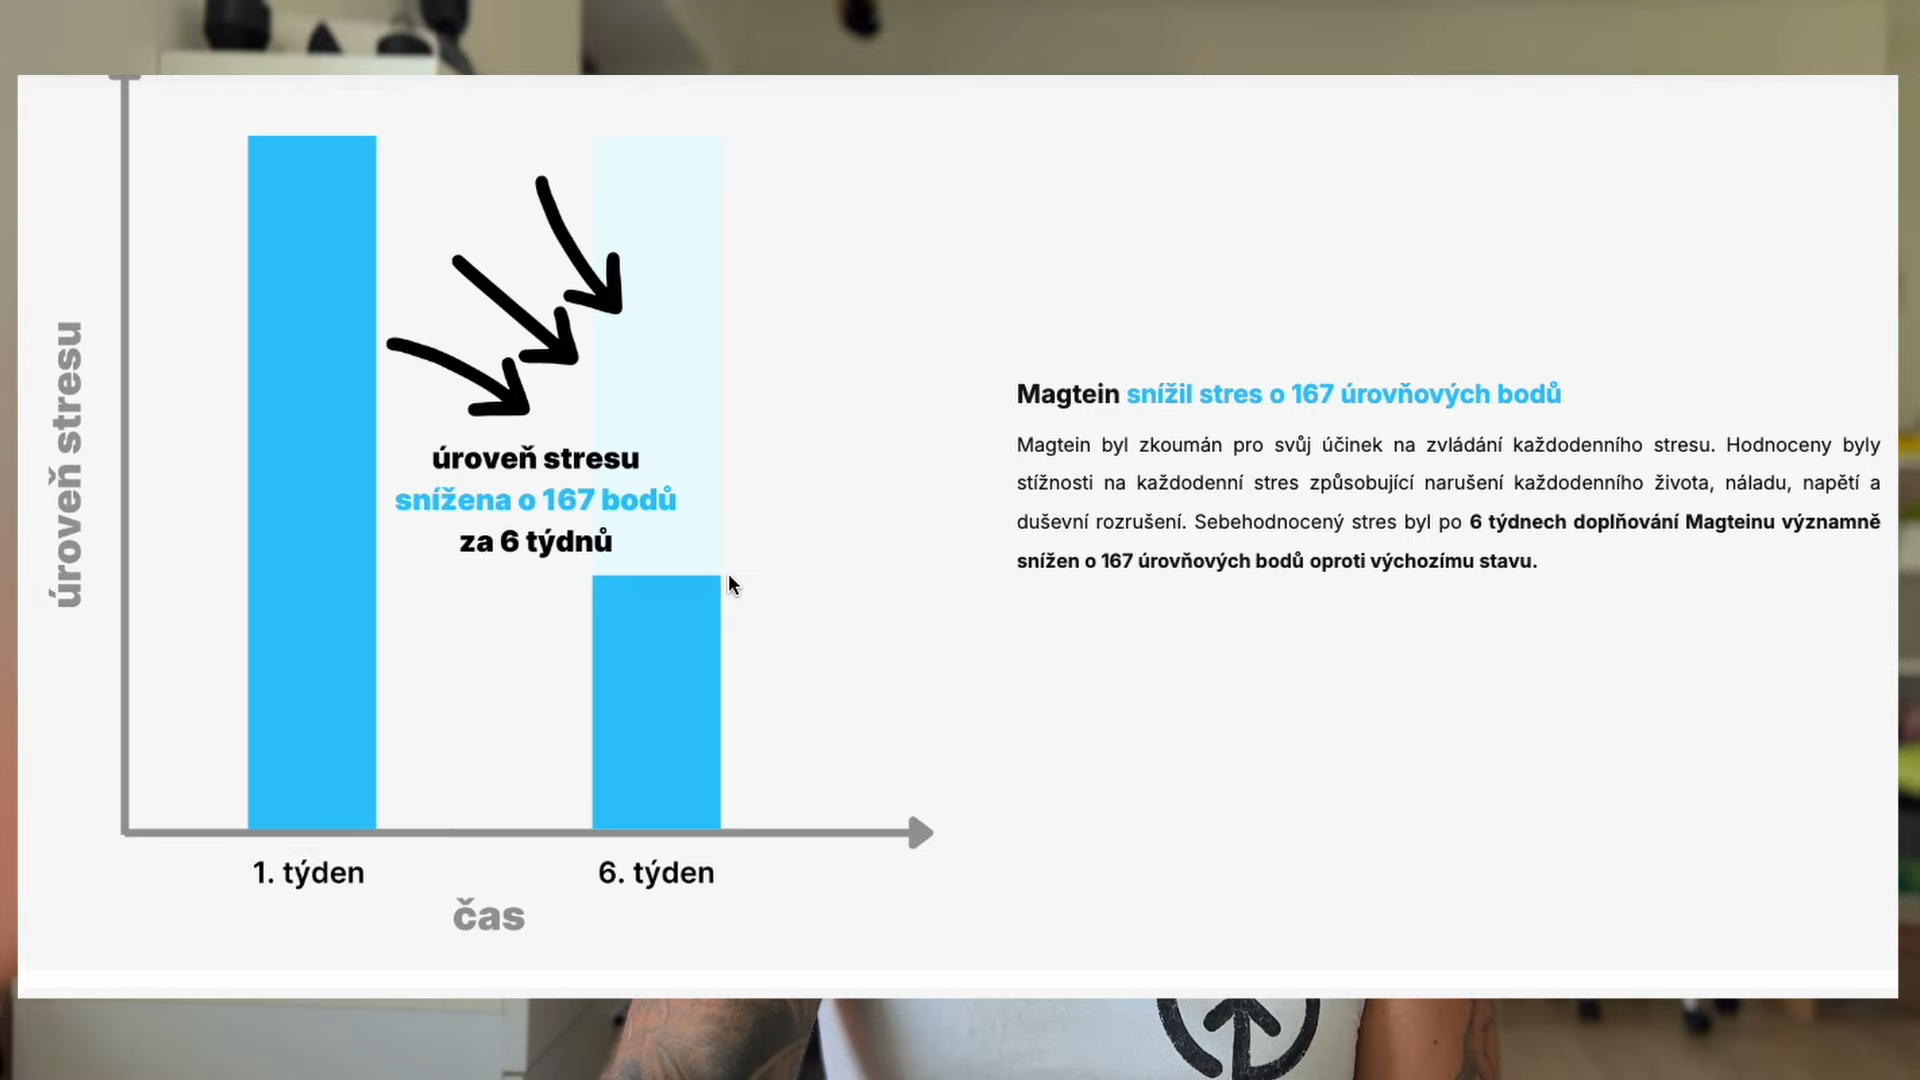 úroveň stresu
úroveň stresu
snížena o 167 bodů
za 6 týdnů
1. týden
6. týden
čas
Magtein snížil stres o 167 úrovňových bodů
Magtein byl zkoumán pro svůj účinek na zvládání každodenního stresu. Hodnoceny byly
stížnosti na každodenní stres způsobující narušení každodenního života, náladu, napětí a
duševní rozrušení. Sebehodnocený stres byl po 6 týdnech doplňování Magteinu významně
snížen o 167 úrovňových bodů oproti výchozímu stavu.